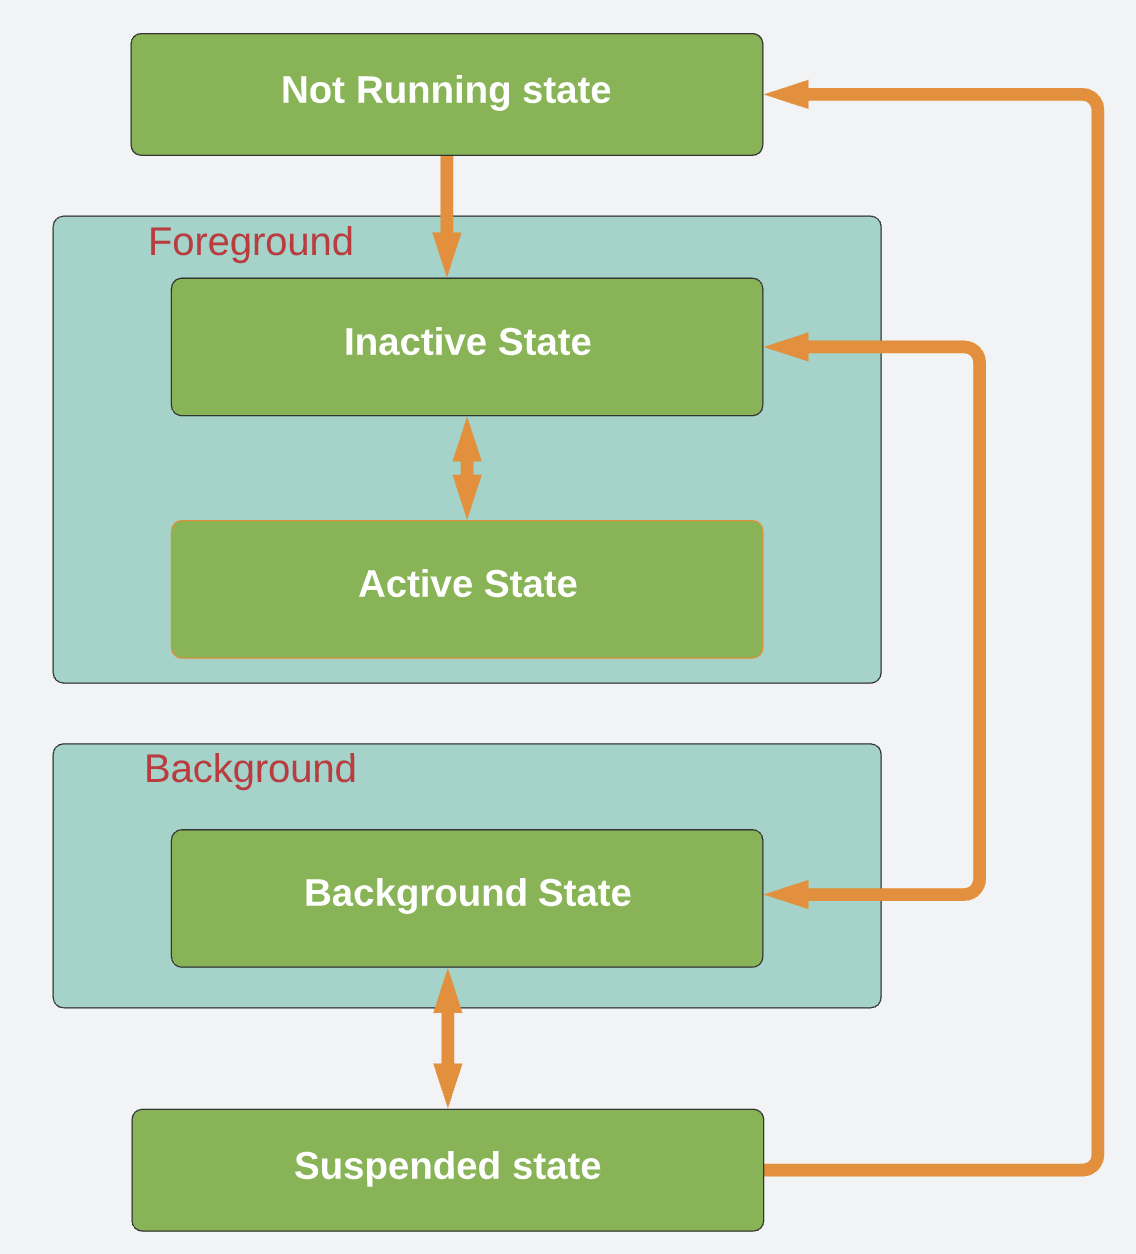 Not Running state
Foreground
Inactive State
Active State
Background
Background State
Suspended state